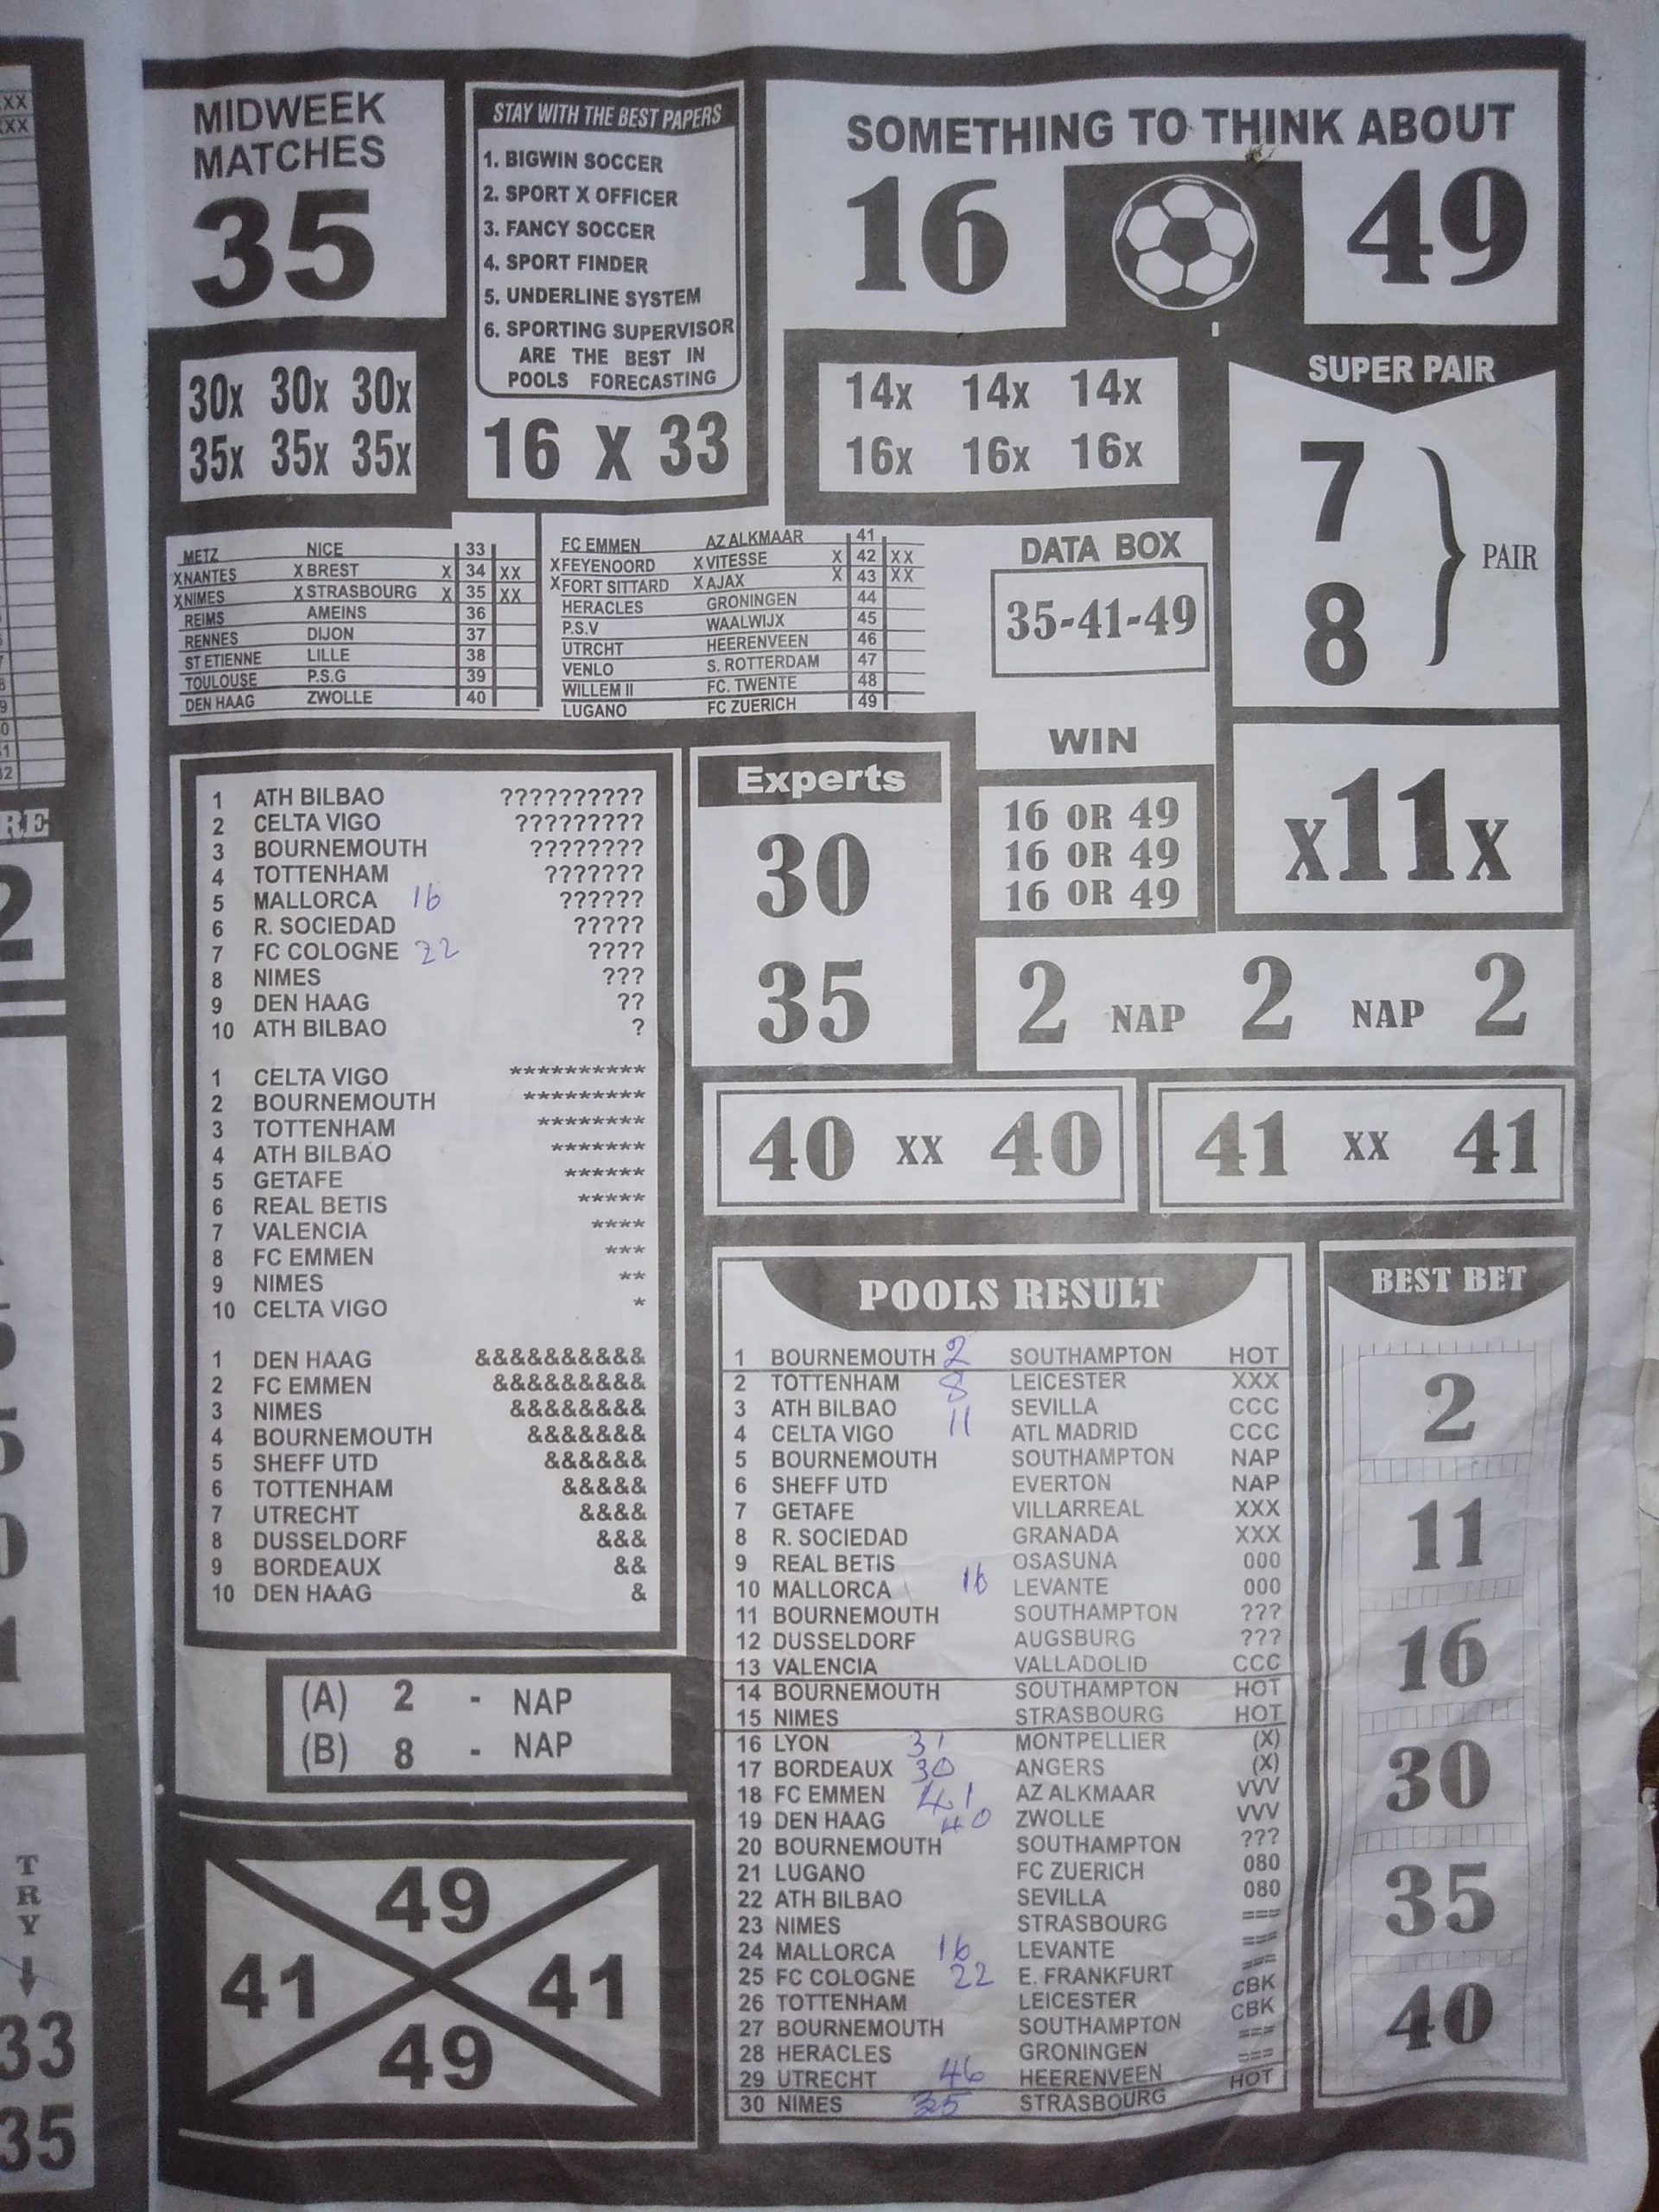 MIDWEEK
MATCHES
35
STAY WITH THE BEST PAPERS
1. BIGWIN SOCCER
2. SPORT X OFFICER
3. FANCY SOCCER
4. SPORT FINDER
5. UNDERLINE SYSTEM
6. SPORTING SUPERVISOR
ARE THE BEST IN
POOLS FORECASTING
16 X 33
SOMETHING TO THINK ABOUT
16 49
30x 30x 30x
35x 35x 35x
14x 14x 14x
16x 16x 16x
SUPER PAIR
7
8
PAIR
METZ NICE 33
XNANTES XBREST X 34 XX
XNIMES XSTRASBOURG X 35 XX
REIMS AMEINS 36
RENNES DIJON 37
ST ETIENNE LILLE 38
TOULOUSE P.S.G 39
DEN HAAG ZWOLLE 40
FC EMMEN AZ ALKMAAR 41
XFEYENOORD XVITESSE X 42 XX
XFORT SITTARD XAJAX X 43 XX
HERACLES GRONINGEN 44
P.S.V WAALWIJX 45
UTRCHT HEERENVEEN 46
VENLO S. ROTTERDAM 47
WILLEM II FC. TWENTE 48
LUGANO FC ZUERICH 49
DATA BOX
35-41-49
WIN
16 OR 49
16 OR 49
16 OR 49
x11x
1 ATH BILBAO ??????????
2 CELTA VIGO ?????????
3 BOURNEMOUTH ????????
4 TOTTENHAM ???????
5 MALLORCA 16 ??????
6 R. SOCIEDAD ?????
7 FC COLOGNE 22 ????
8 NIMES ???
9 DEN HAAG ??
10 ATH BILBAO ?
1 CELTA VIGO **********
2 BOURNEMOUTH *********
3 TOTTENHAM ********
4 ATH BILBAO *******
5 GETAFE ******
6 REAL BETIS *****
7 VALENCIA ****
8 FC EMMEN ***
9 NIMES **
10 CELTA VIGO *
1 DEN HAAG &&&&&&&&&&
2 FC EMMEN &&&&&&&&&
3 NIMES &&&&&&&&
4 BOURNEMOUTH &&&&&&&
5 SHEFF UTD &&&&&&
6 TOTTENHAM &&&&&
7 UTRECHT &&&&
8 DUSSELDORF &&&
9 BORDEAUX &&
10 DEN HAAG &
Experts
30
35
2 NAP 2 NAP 2
40 xx 40
41 xx 41
(A) 2 - NAP
(B) 8 - NAP
49
41 41
49
POOLS RESULT
1 BOURNEMOUTH 2 SOUTHAMPTON HOT
2 TOTTENHAM 8 LEICESTER XXX
3 ATH BILBAO SEVILLA CCC
4 CELTA VIGO 11 ATL MADRID CCC
5 BOURNEMOUTH SOUTHAMPTON NAP
6 SHEFF UTD EVERTON NAP
7 GETAFE VILLARREAL XXX
8 R. SOCIEDAD GRANADA XXX
9 REAL BETIS OSASUNA 000
10 MALLORCA 16 LEVANTE 000
11 BOURNEMOUTH SOUTHAMPTON ???
12 DUSSELDORF AUGSBURG ???
13 VALENCIA VALLADOLID CCC
14 BOURNEMOUTH SOUTHAMPTON HOT
15 NIMES STRASBOURG HOT
16 LYON 31 MONTPELLIER (X)
17 BORDEAUX 30 ANGERS (X)
18 FC EMMEN 41 AZ ALKMAAR VVV
19 DEN HAAG 40 ZWOLLE VVV
20 BOURNEMOUTH SOUTHAMPTON ???
21 LUGANO FC ZUERICH 080
22 ATH BILBAO SEVILLA 080
23 NIMES STRASBOURG ===
24 MALLORCA 16 LEVANTE ===
25 FC COLOGNE 22 E. FRANKFURT ===
26 TOTTENHAM LEICESTER CBK
27 BOURNEMOUTH SOUTHAMPTON CBK
28 HERACLES GRONINGEN ===
29 UTRECHT 46 HEERENVEEN ===
30 NIMES 35 STRASBOURG HOT
BEST BET
2
11
16
30
35
40
TRY
33
35